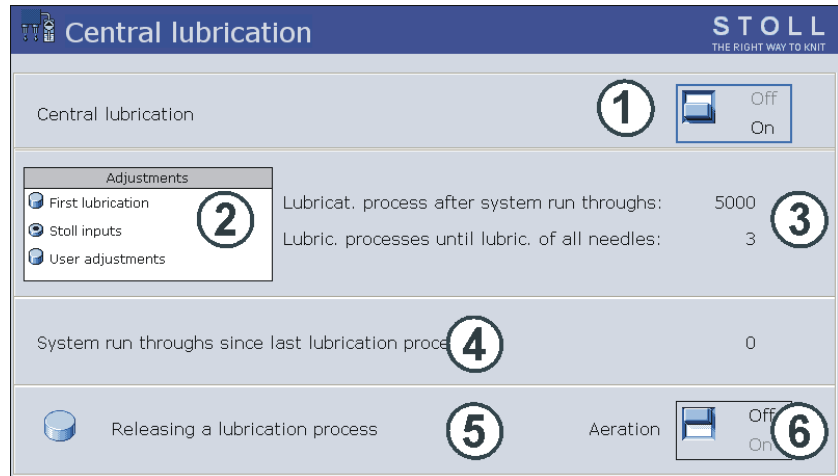 Central lubrication
STOLL
THE RIGHT WAY TO KNIT
Central lubrication
1
Off
On
Adjustments
First lubrication
Stoll inputs
User adjustments
2
Lubricat. process after system run throughs: 5000
Lubric. processes until lubric. of all needles: 3
3
System run throughs since last lubrication proce
4
0
Releasing a lubrication process
5
Aeration
Off
On
6